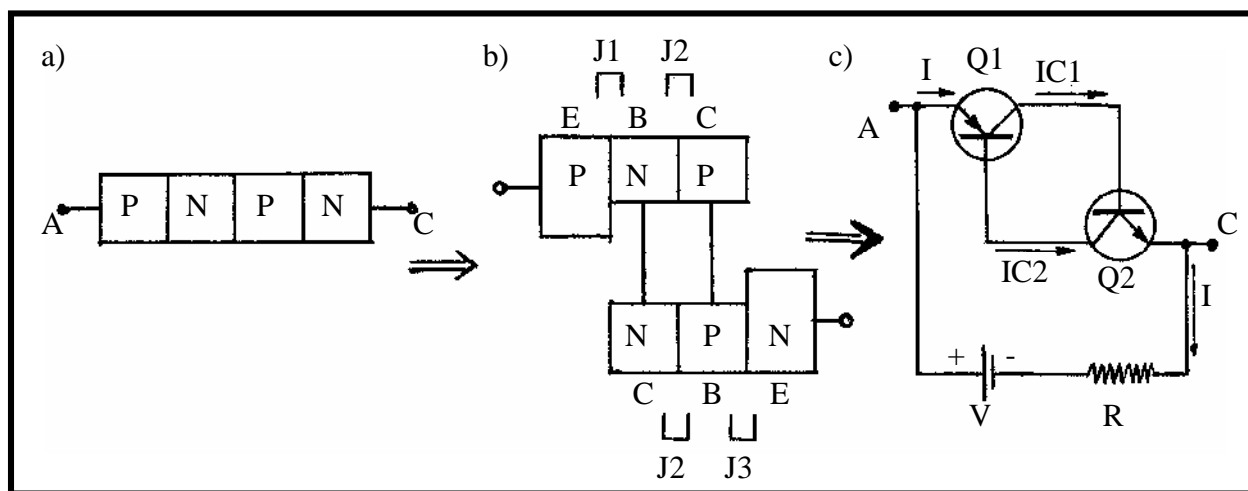 a)
A P N P N C
b)
J1 J2
E B C
P N P
N P N
C B E
J2 J3
c)
I Q1 IC1
A
C
IC2 Q2
I
+ -
V R